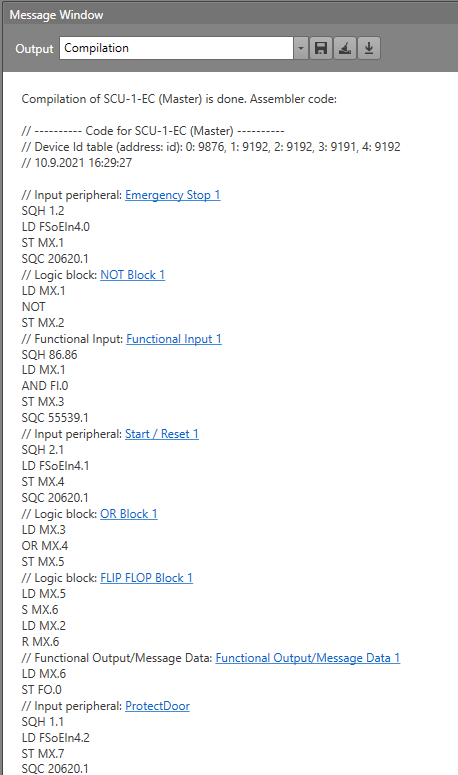 Message Window
Output Compilation
Compilation of SCU-1-EC (Master) is done. Assembler code:
// ---------- Code for SCU-1-EC (Master) ----------
// Device Id table (address: id): 0: 9876, 1: 9192, 2: 9192, 3: 9191, 4: 9192
// 10.9.2021 16:29:27
// Input peripheral: Emergency Stop 1
SQH 1.2
LD FSoEIn4.0
ST MX.1
SQC 20620.1
// Logic block: NOT Block 1
LD MX.1
NOT
ST MX.2
// Functional Input: Functional Input 1
SQH 86.86
LD MX.1
AND FI.0
ST MX.3
SQC 55539.1
// Input peripheral: Start / Reset 1
SQH 2.1
LD FSoEIn4.1
ST MX.4
SQC 20620.1
// Logic block: OR Block 1
LD MX.3
OR MX.4
ST MX.5
// Logic block: FLIP FLOP Block 1
LD MX.5
S MX.6
LD MX.2
R MX.6
// Functional Output/Message Data: Functional Output/Message Data 1
LD MX.6
ST FO.0
// Input peripheral: ProtectDoor
SQH 1.1
LD FSoEIn4.2
ST MX.7
SQC 20620.1